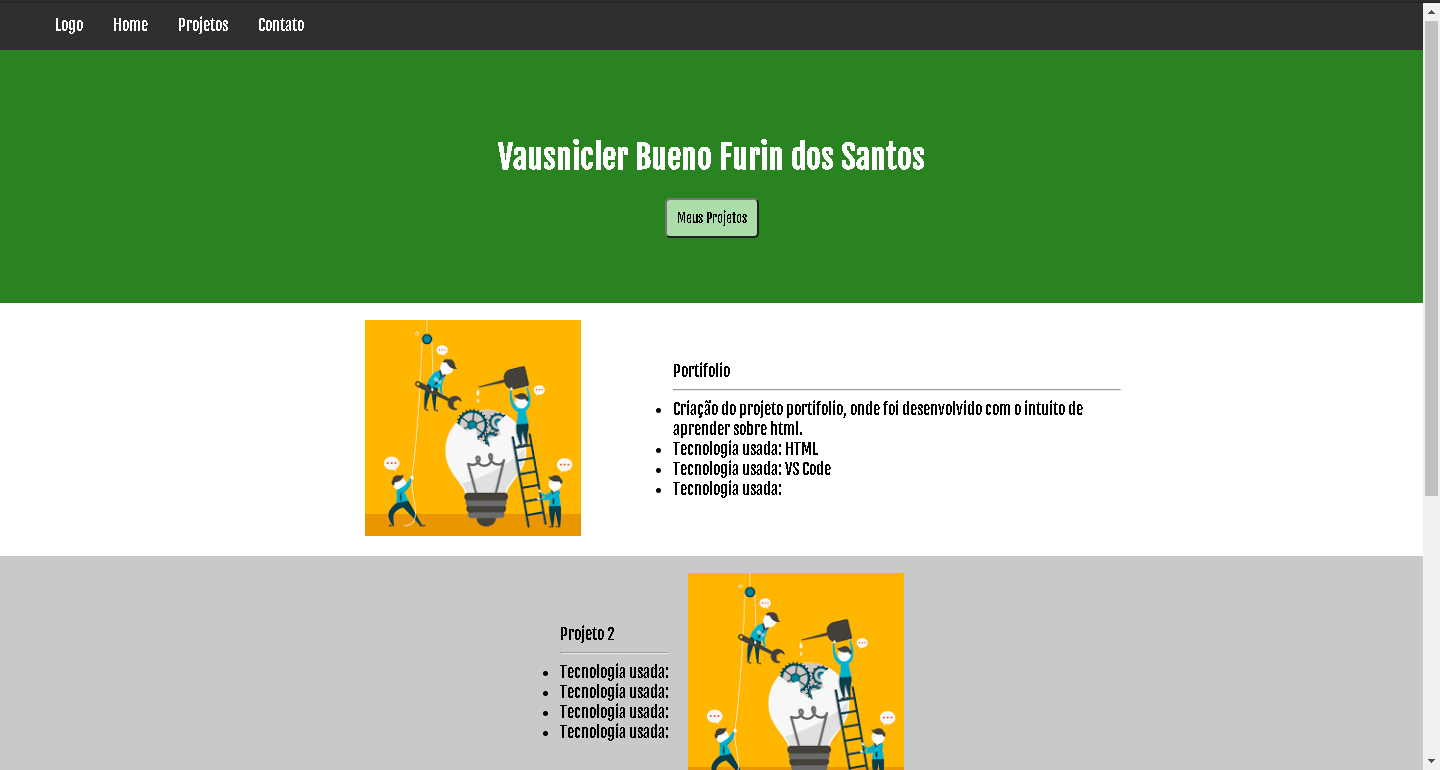 Logo Home Projetos Contato
Vausnicler Bueno Furin dos Santos
Meus Projetos
Portifolio
Criação do projeto portifolio, onde foi desenvolvido com o intuito de
aprender sobre html.
Tecnologia usada: HTML
Tecnologia usada: VS Code
Tecnologia usada:
Projeto 2
Tecnologia usada:
Tecnologia usada:
Tecnologia usada:
Tecnologia usada: